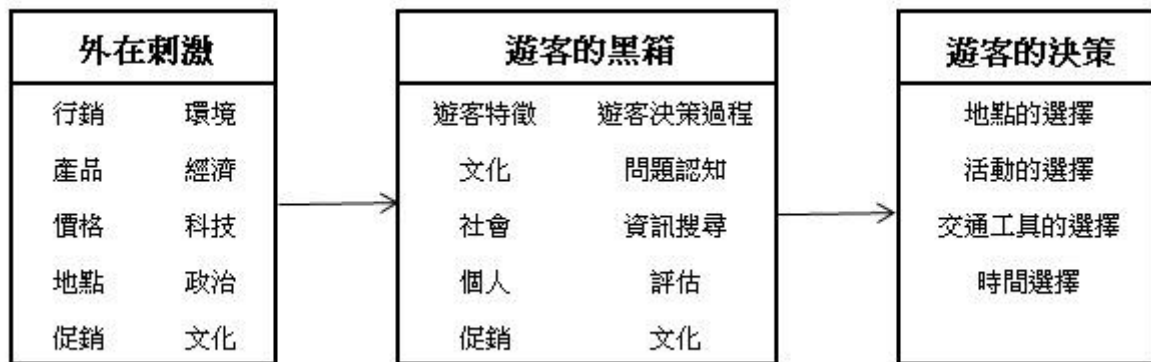 外在刺激
行銷 環境
產品 經濟
價格 科技
地點 政治
促銷 文化
遊客的黑箱
遊客特徵 遊客決策過程
文化 問題認知
社會 資訊搜尋
個人 評估
促銷 文化
遊客的決策
地點的選擇
活動的選擇
交通工具的選擇
時間選擇